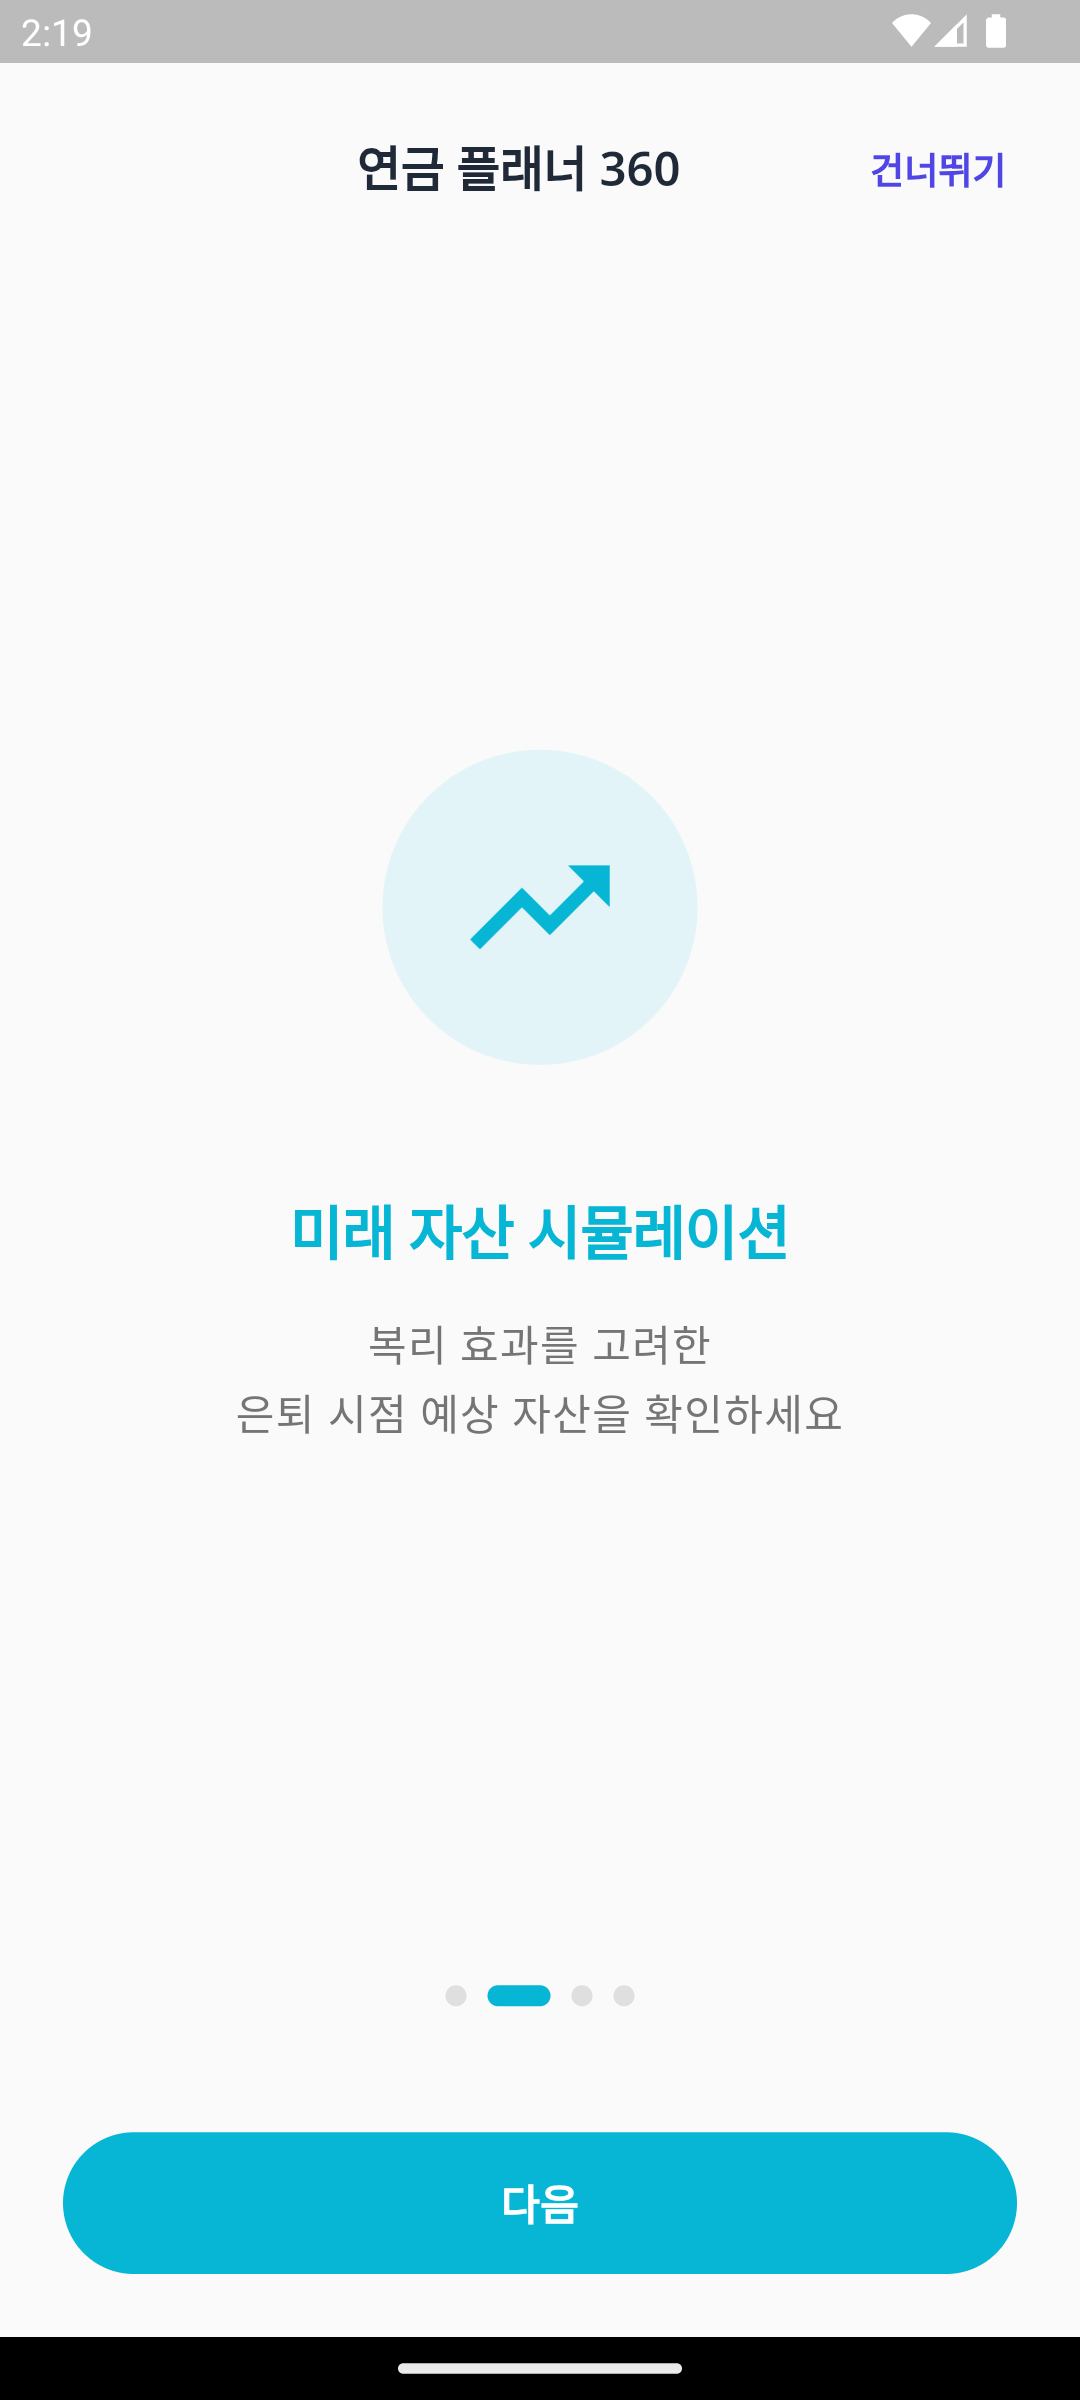 2:19
연금 플래너 360
건너뛰기
미래 자산 시뮬레이션
복리 효과를 고려한
은퇴 시점 예상 자산을 확인하세요
다음